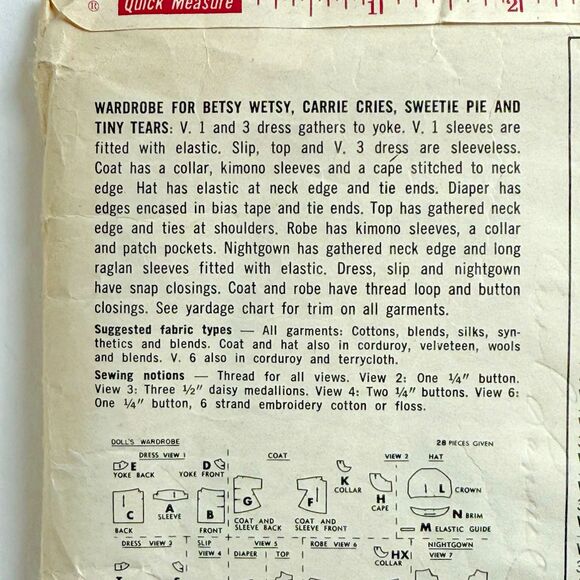 ® Quick Measure 1 2
WARDROBE FOR BETSY WETSY, CARRIE CRIES, SWEETIE PIE AND
TINY TEARS: V. 1 and 3 dress gathers to yoke. V. 1 sleeves are
fitted with elastic. Slip, top and V. 3 dress are sleeveless.
Coat has a collar, kimono sleeves and a cape stitched to neck
edge. Hat has elastic at neck edge and tie ends. Diaper has
edges encased in bias tape and tie ends. Top has gathered neck
edge and ties at shoulders. Robe has kimono sleeves, a collar
and patch pockets. Nightgown has gathered neck edge and long
raglan sleeves fitted with elastic. Dress, slip and nightgown
have snap closings. Coat and robe have thread loop and button
closings. See yardage chart for trim on all garments.
Suggested fabric types — All garments: Cottons, blends, silks, syn-
thetics and blends. Coat and hat also in corduroy, velveteen, wools
and blends. V. 6 also in corduroy and terrycloth.
Sewing notions — Thread for all views. View 2: One ¼" button.
View 3: Three ½" daisy medallions. View 4: Two ¼" buttons. View 6:
One ¼" button, 6 strand embroidery cotton or floss.
DOLL'S WARDROBE 28 PIECES GIVEN
DRESS VIEW 1 COAT VIEW 2 HAT
E YOKE BACK
D YOKE FRONT
C BACK
A SLEEVE
B FRONT
G COAT AND SLEEVE BACK
F COAT AND SLEEVE FRONT
K COLLAR
H CAPE
L CROWN
N BRIM
M ELASTIC GUIDE
DRESS VIEW 3 SLIP VIEW 4 VIEW 5 DIAPER TOP ROBE VIEW 6 NIGHTGOWN VIEW 7
HX COLLAR